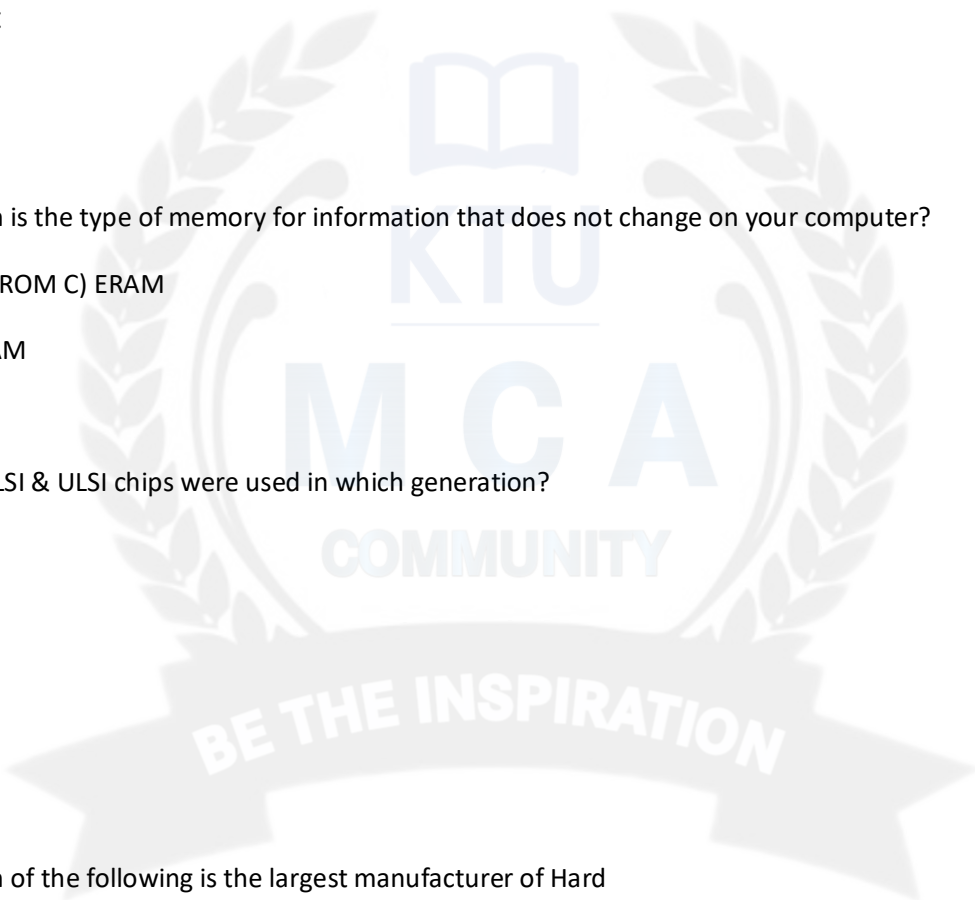 is the type of memory for information that does not change on your computer?
ROM C) ERAM
AM
LSI & ULSI chips were used in which generation?
of the following is the largest manufacturer of Hard
KTU
MCA
COMMUNITY
BE THE INSPIRATION